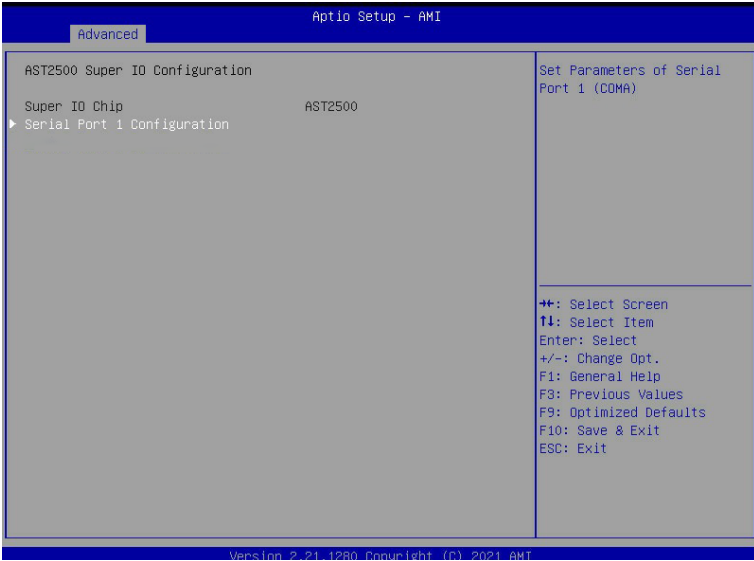 Aptio Setup – AMI
Advanced
AST2500 Super IO Configuration
Super IO Chip AST2500
▶ Serial Port 1 Configuration
Set Parameters of Serial
Port 1 (COMA)
→←: Select Screen
↑↓: Select Item
Enter: Select
+/-: Change Opt.
F1: General Help
F3: Previous Values
F9: Optimized Defaults
F10: Save & Exit
ESC: Exit
Version 2.21.1280 Copyright (C) 2021 AMI